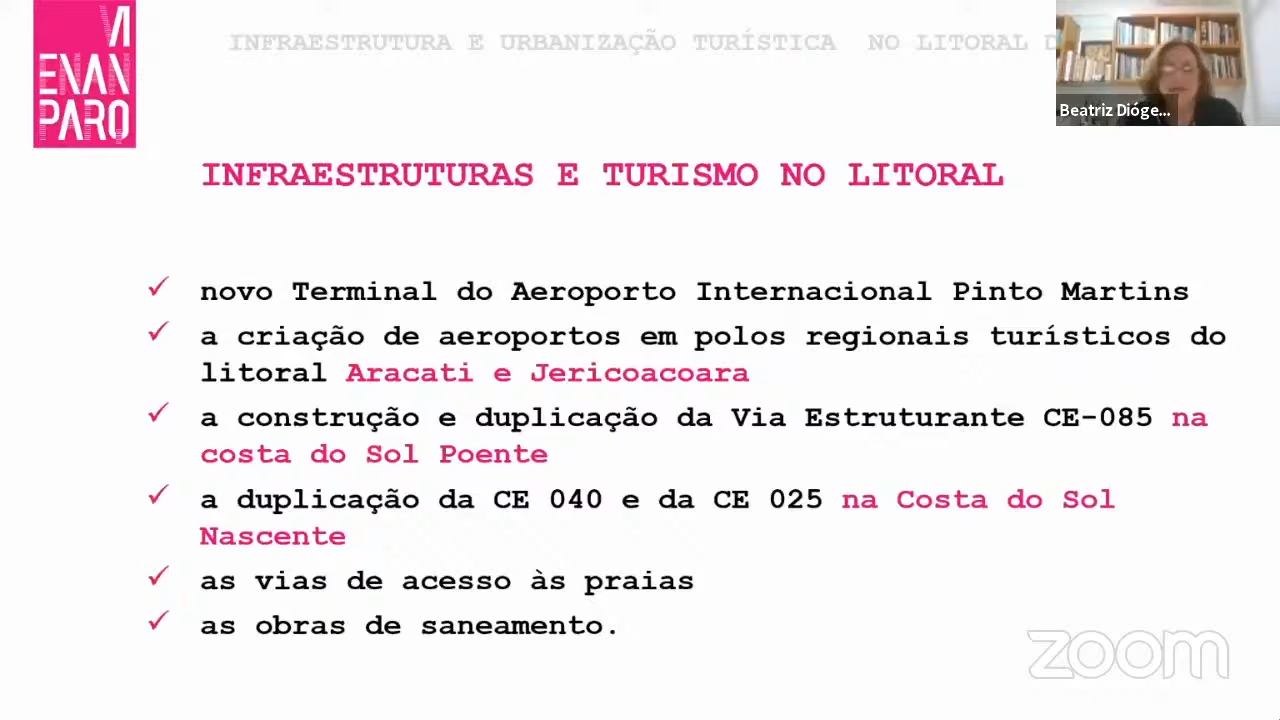 VI
ENAN
PARQ
INFRAESTRUTURA E URBANIZAÇÃO TURÍSTICA NO LITORAL
Beatriz Dióge...
INFRAESTRUTURAS E TURISMO NO LITORAL
✓ novo Terminal do Aeroporto Internacional Pinto Martins
✓ a criação de aeroportos em polos regionais turísticos do
litoral Aracati e Jericoacoara
✓ a construção e duplicação da Via Estruturante CE-085 na
costa do Sol Poente
✓ a duplicação da CE 040 e da CE 025 na Costa do Sol
Nascente
✓ as vias de acesso às praias
✓ as obras de saneamento.
zoom